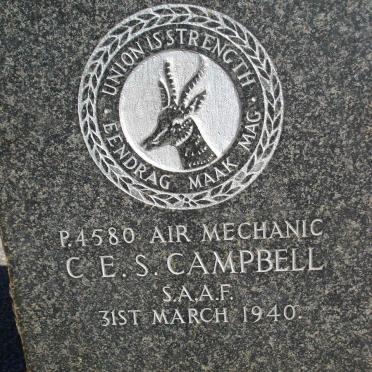 UNION IS STRENGTH
EENDRAG MAAK MAG
P.4580 AIR MECHANIC
C E. S. CAMPBELL
S.A.A.F.
31ST MARCH 1940.